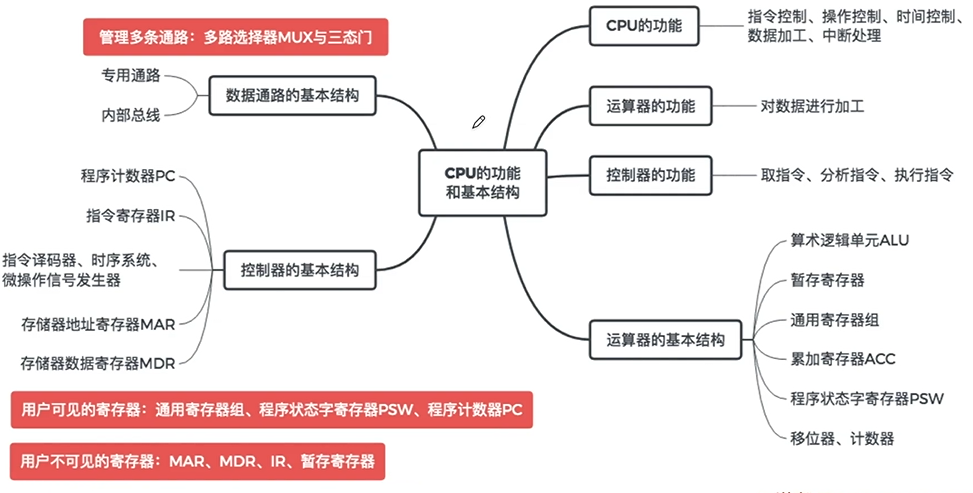 管理多条通路：多路选择器MUX与三态门
专用通路
内部总线
数据通路的基本结构
程序计数器PC
指令寄存器IR
指令译码器、时序系统、
微操作信号发生器
存储器地址寄存器MAR
存储器数据寄存器MDR
控制器的基本结构
用户可见的寄存器：通用寄存器组、程序状态字寄存器PSW、程序计数器PC
用户不可见的寄存器：MAR、MDR、IR、暂存寄存器
CPU的功能
和基本结构
CPU的功能
指令控制、操作控制、时间控制、
数据加工、中断处理
运算器的功能
对数据进行加工
控制器的功能
取指令、分析指令、执行指令
运算器的基本结构
算术逻辑单元ALU
暂存寄存器
通用寄存器组
累加寄存器ACC
程序状态字寄存器PSW
移位器、计数器